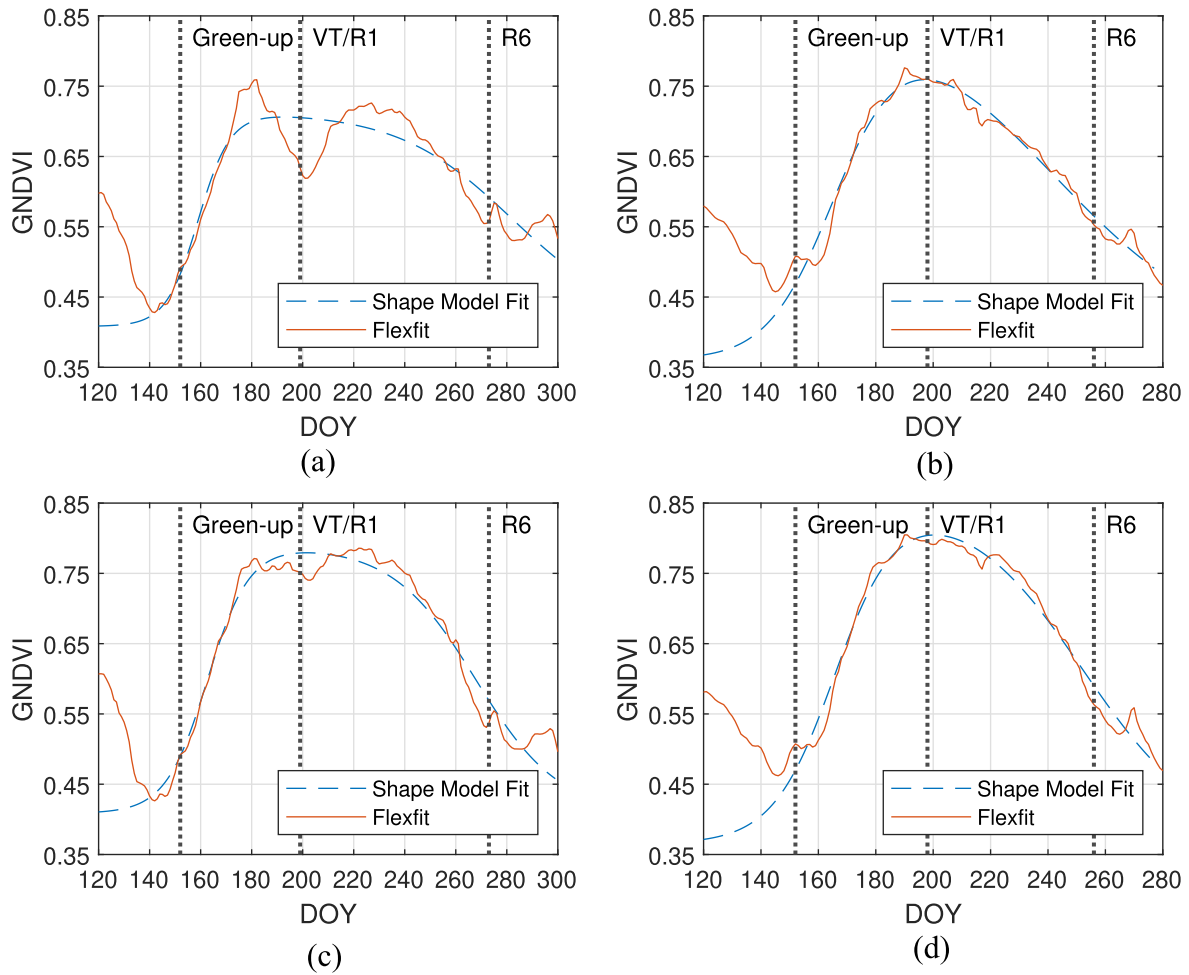 0.85
0.75
0.65
0.55
0.45
0.35
GNDVI
Green-up
VT/R1
R6
Shape Model Fit
Flexfit
120 140 160 180 200 220 240 260 280 300
DOY
(a)
0.85
0.75
0.65
0.55
0.45
0.35
GNDVI
Green-up
VT/R1
R6
Shape Model Fit
Flexfit
120 140 160 180 200 220 240 260 280
DOY
(b)
0.85
0.75
0.65
0.55
0.45
0.35
GNDVI
Green-up
VT/R1
R6
Shape Model Fit
Flexfit
120 140 160 180 200 220 240 260 280 300
DOY
(c)
0.85
0.75
0.65
0.55
0.45
0.35
GNDVI
Green-up
VT/R1
R6
Shape Model Fit
Flexfit
120 140 160 180 200 220 240 260 280
DOY
(d)